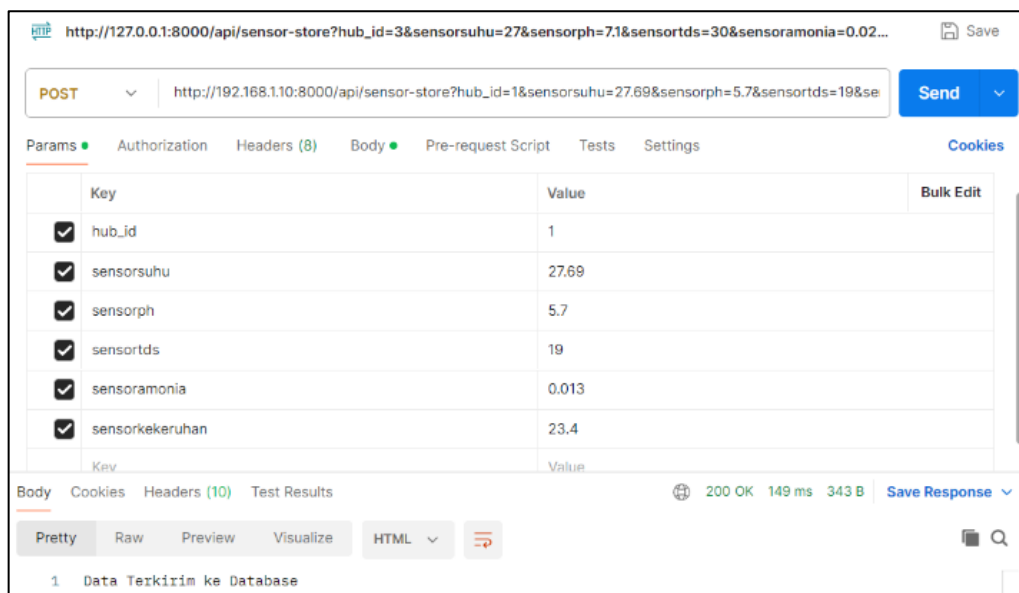 HTTP http://127.0.0.1:8000/api/sensor-store?hub_id=3&sensorsuhu=27&sensorph=7.1&sensortds=30&sensoramonia=0.02... Save
POST http://192.168.1.10:8000/api/sensor-store?hub_id=1&sensorsuhu=27.69&sensorph=5.7&sensortds=19&se Send
Params Authorization Headers (8) Body Pre-request Script Tests Settings Cookies
Key Value Bulk Edit
hub_id 1
sensorsuhu 27.69
sensorph 5.7
sensortds 19
sensoramonia 0.013
sensorkekeruhan 23.4
Key Value
Body Cookies Headers (10) Test Results 200 OK 149 ms 343 B Save Response
Pretty Raw Preview Visualize HTML
1 Data Terkirim ke Database